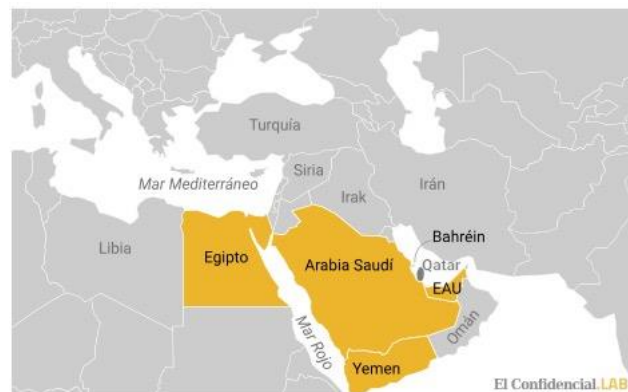 Turquía
Siria
Mar Mediterráneo
Irak
Irán
Bahréin
Libia
Egipto
Arabia Saudí
Qatar
EAU
Omán
Mar Rojo
Yemen
El Confidencial.LAB